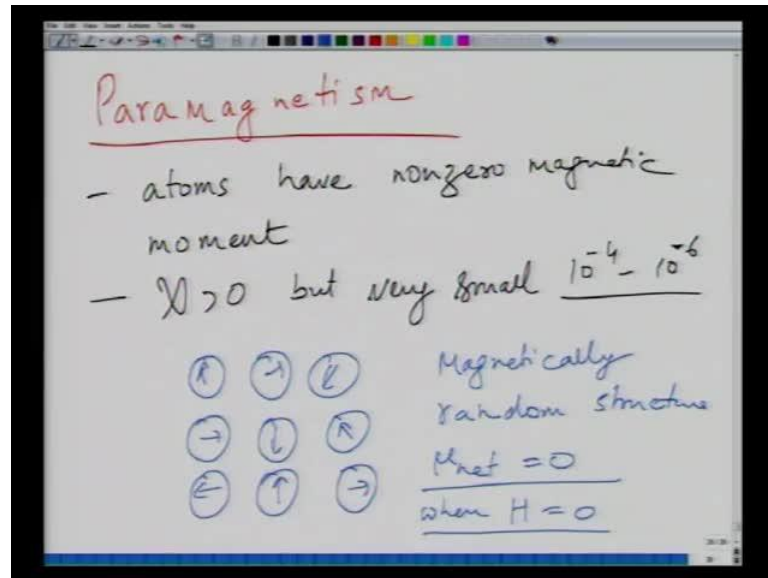 Paramagnetism
- atoms have nonzero magnetic
moment
- χ>0 but very small 10^-4 - 10^-6
Magnetically
random structure
μnet = 0
when H = 0